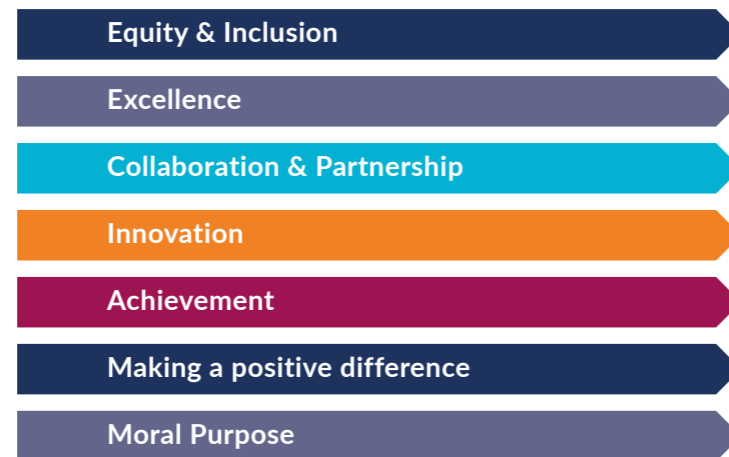 Equity & Inclusion
Excellence
Collaboration & Partnership
Innovation
Achievement
Making a positive difference
Moral Purpose